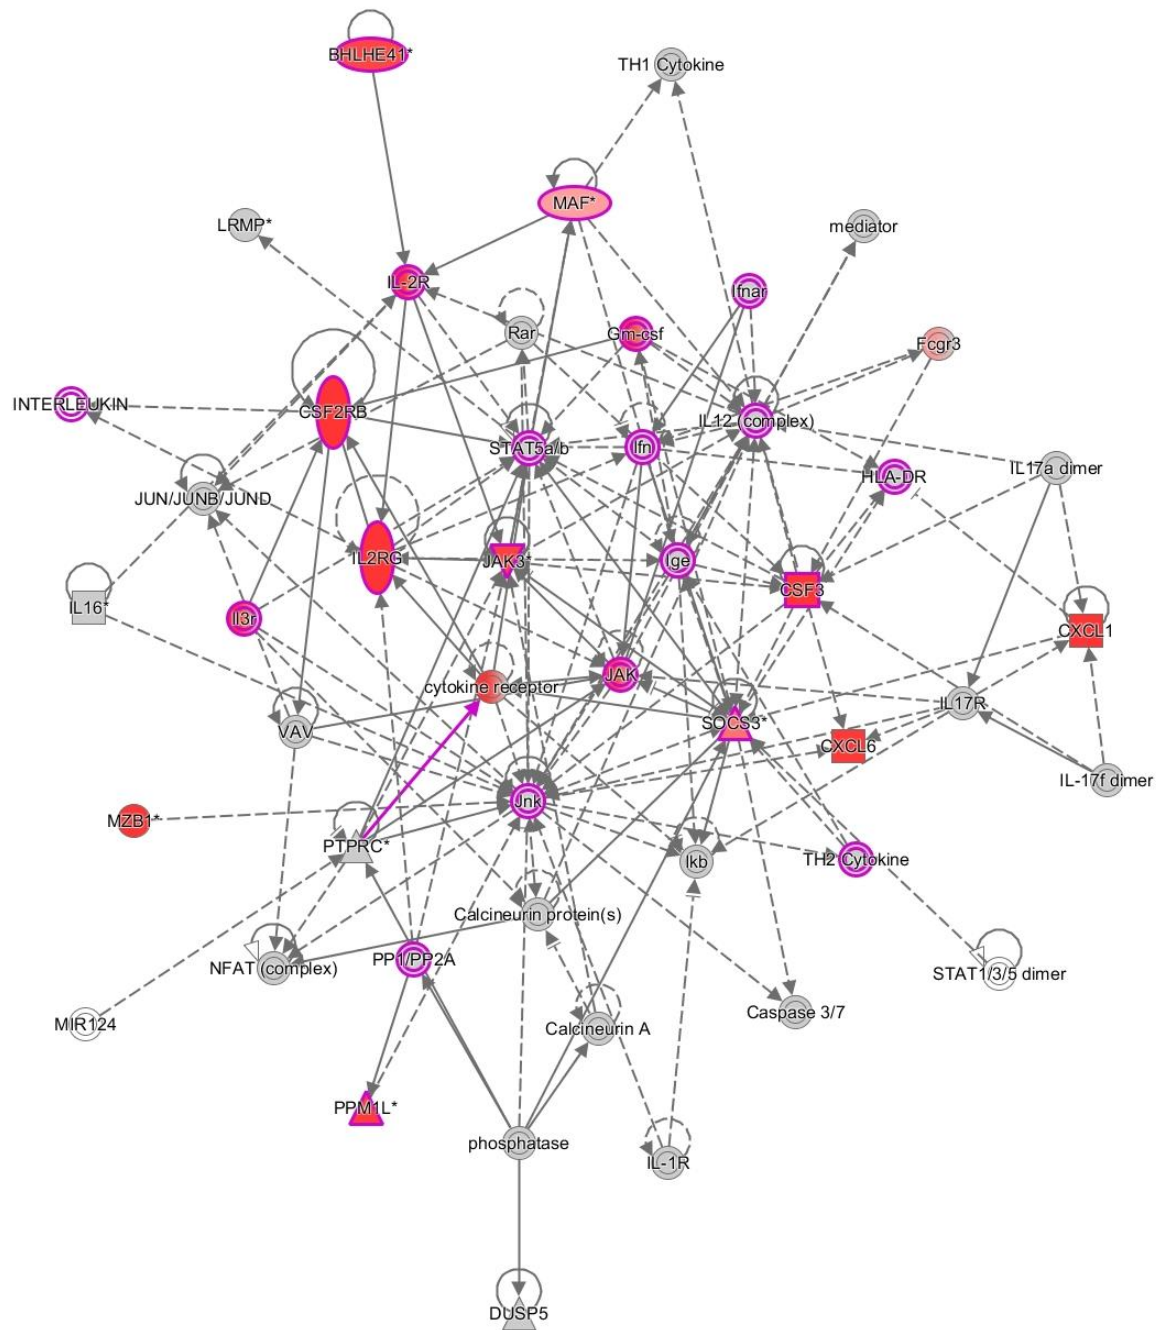 BHLHE41*
TH1 Cytokine
MAF*
LRMP*
mediator
IL-2R
Ifnar
Rar
Gm-csf
Fcgr3
INTERLEUKIN
CSF2RB
STAT5a/b
Ifn
IL12 (complex)
JUN/JUNB/JUND
HLA-DR
IL17a dimer
IL2RG
JAK3*
Ige
CSF3
IL16*
Il3r
CXCL1
cytokine receptor
JAK
VAV
SOCS3*
IL17R
CXCL6
IL-17f dimer
MZB1*
Jnk
PTPRC*
Ikb
TH2 Cytokine
Calcineurin protein(s)
NFAT (complex)
PP1/PP2A
STAT1/3/5 dimer
MIR124
Calcineurin A
Caspase 3/7
PPM1L*
phosphatase
IL-1R
DUSP5